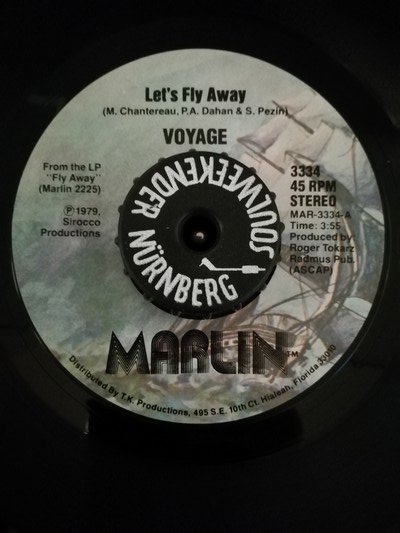 Let's Fly Away
(M. Chantereau, P.A. Dahan & S. Pezin)
VOYAGE
From the LP
"Fly Away"
(Marlin 2225)
℗1979,
Sirocco
Productions
3334
45 RPM
STEREO
MAR-3334-A
Time: 3:55
Produced by:
Roger Tokarz
Radmus Pub.
(ASCAP)
SOULWEEKENDER
NÜRNBERG
MARLIN™
Distributed By T.K. Productions, 495 S.E. 10th Ct. Hialeah, Florida 33010